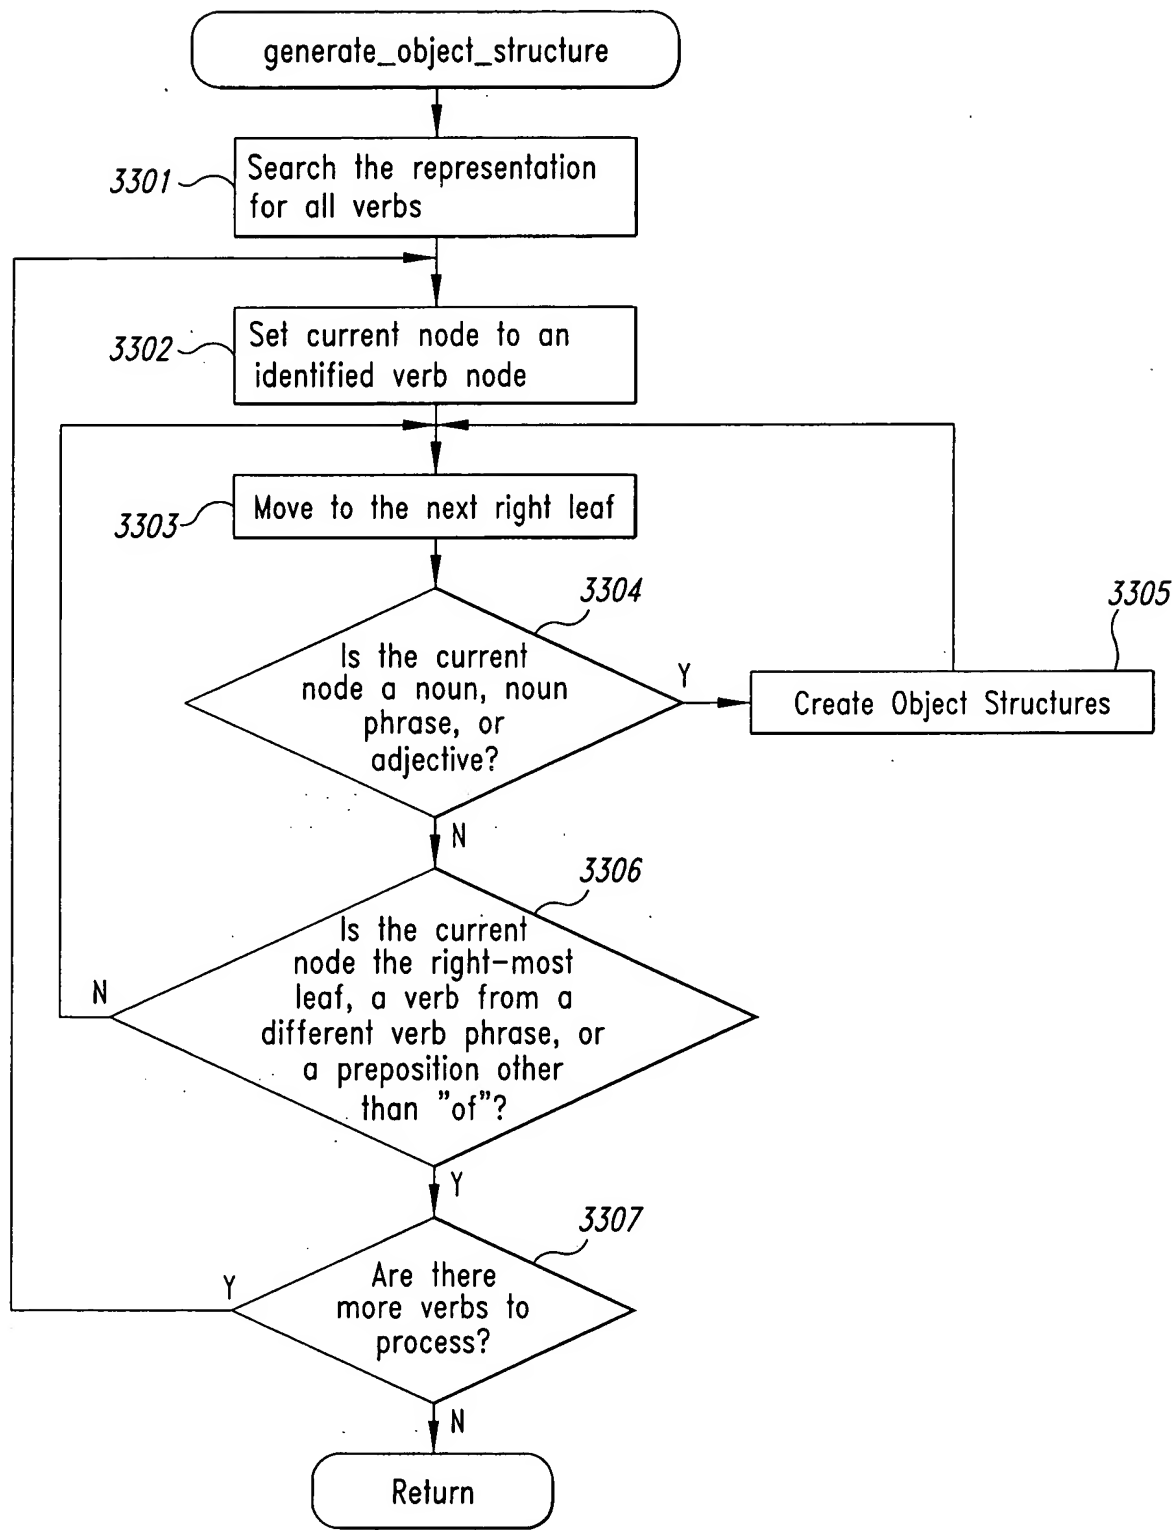 generate_object_structure
3301
Search the representation
for all verbs
3302
Set current node to an
identified verb node
3303
Move to the next right leaf
3304
3305
Is the current
node a noun, noun
phrase, or
adjective?
Y
Create Object Structures
N
3306
Is the current
node the right-most
leaf, a verb from a
different verb phrase, or
a preposition other
than "of"?
N
Y
3307
Are there
more verbs to
process?
Y
N
Return